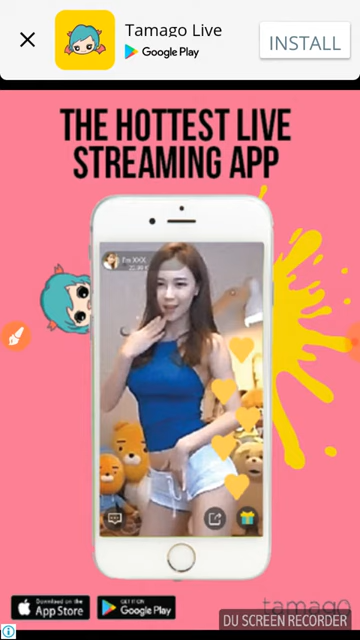 Tamago Live
Google Play
INSTALL
THE HOTTEST LIVE
STREAMING APP
I'm XXX
Download on the
App Store
GET IT ON
Google Play
tamago
DU SCREEN RECORDER